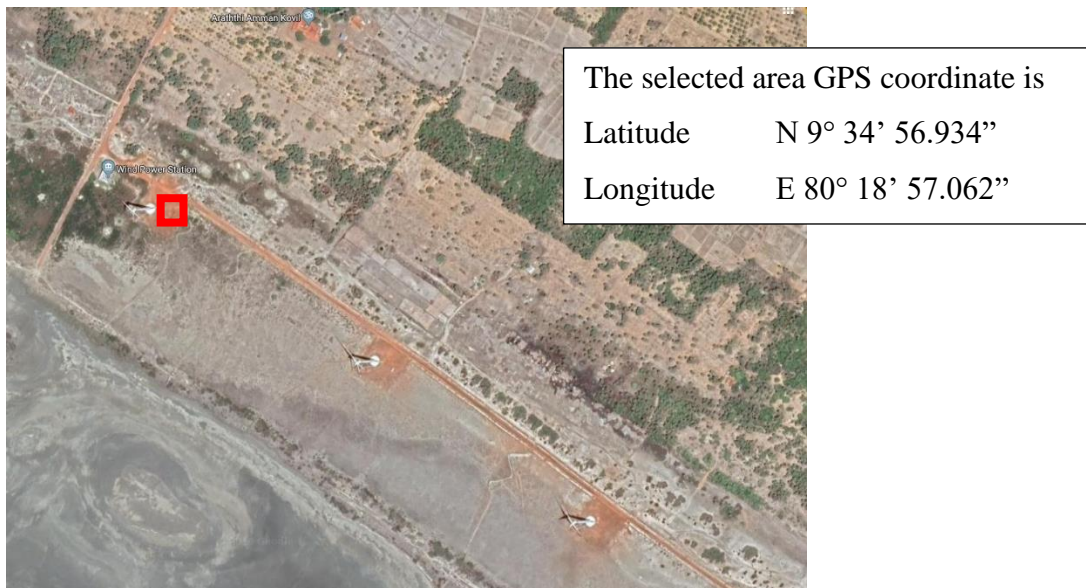 Araththi Amman Kovil
The selected area GPS coordinate is
Latitude N 9° 34’ 56.934”
Longitude E 80° 18’ 57.062”
Wind Power Station